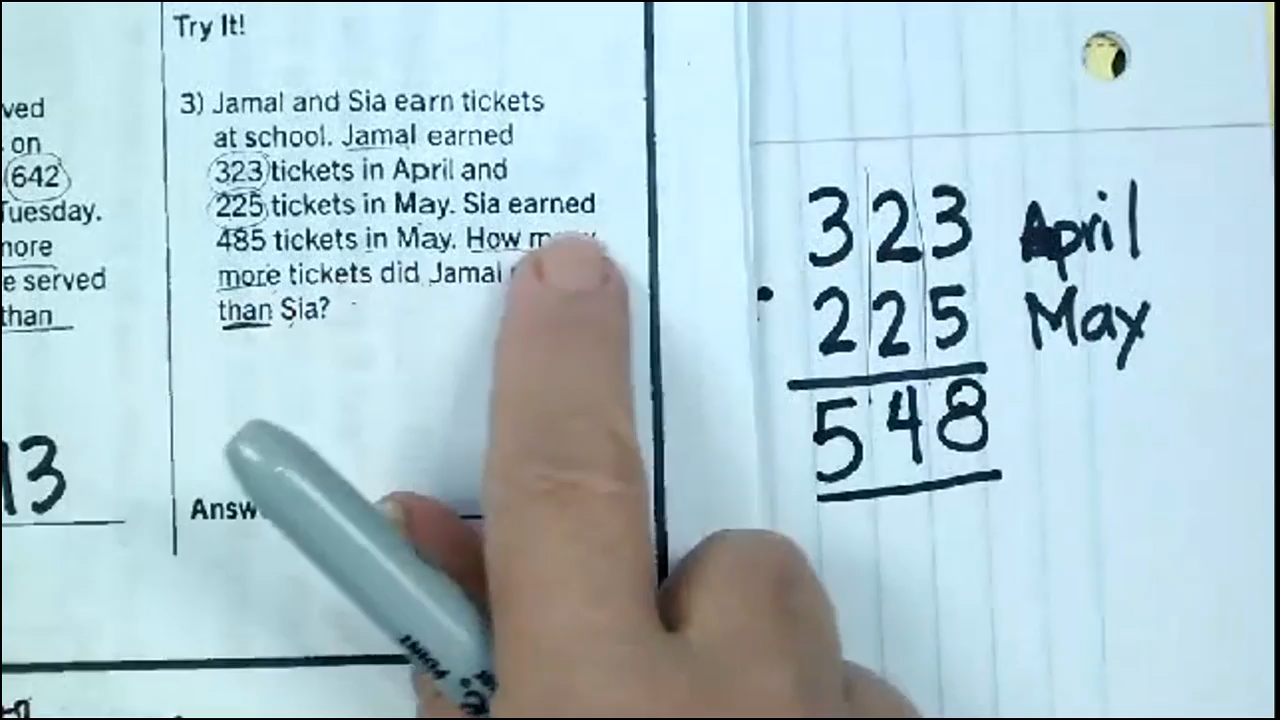 Try It!
3) Jamal and Sia earn tickets
at school. Jamal earned
323 tickets in April and
225 tickets in May. Sia earned
485 tickets in May. How
more tickets did Jamal
than Sia?
Answ
ved
on
642
Tuesday.
more
e served
than
13
323 April
225 May
548